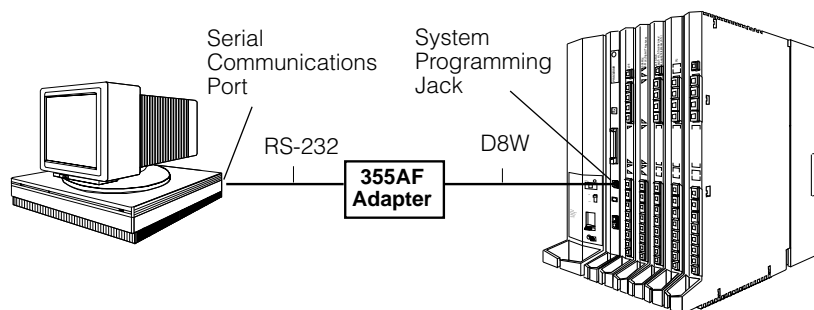 Serial
Communications
Port
System
Programming
Jack
RS-232
D8W
355AF
Adapter